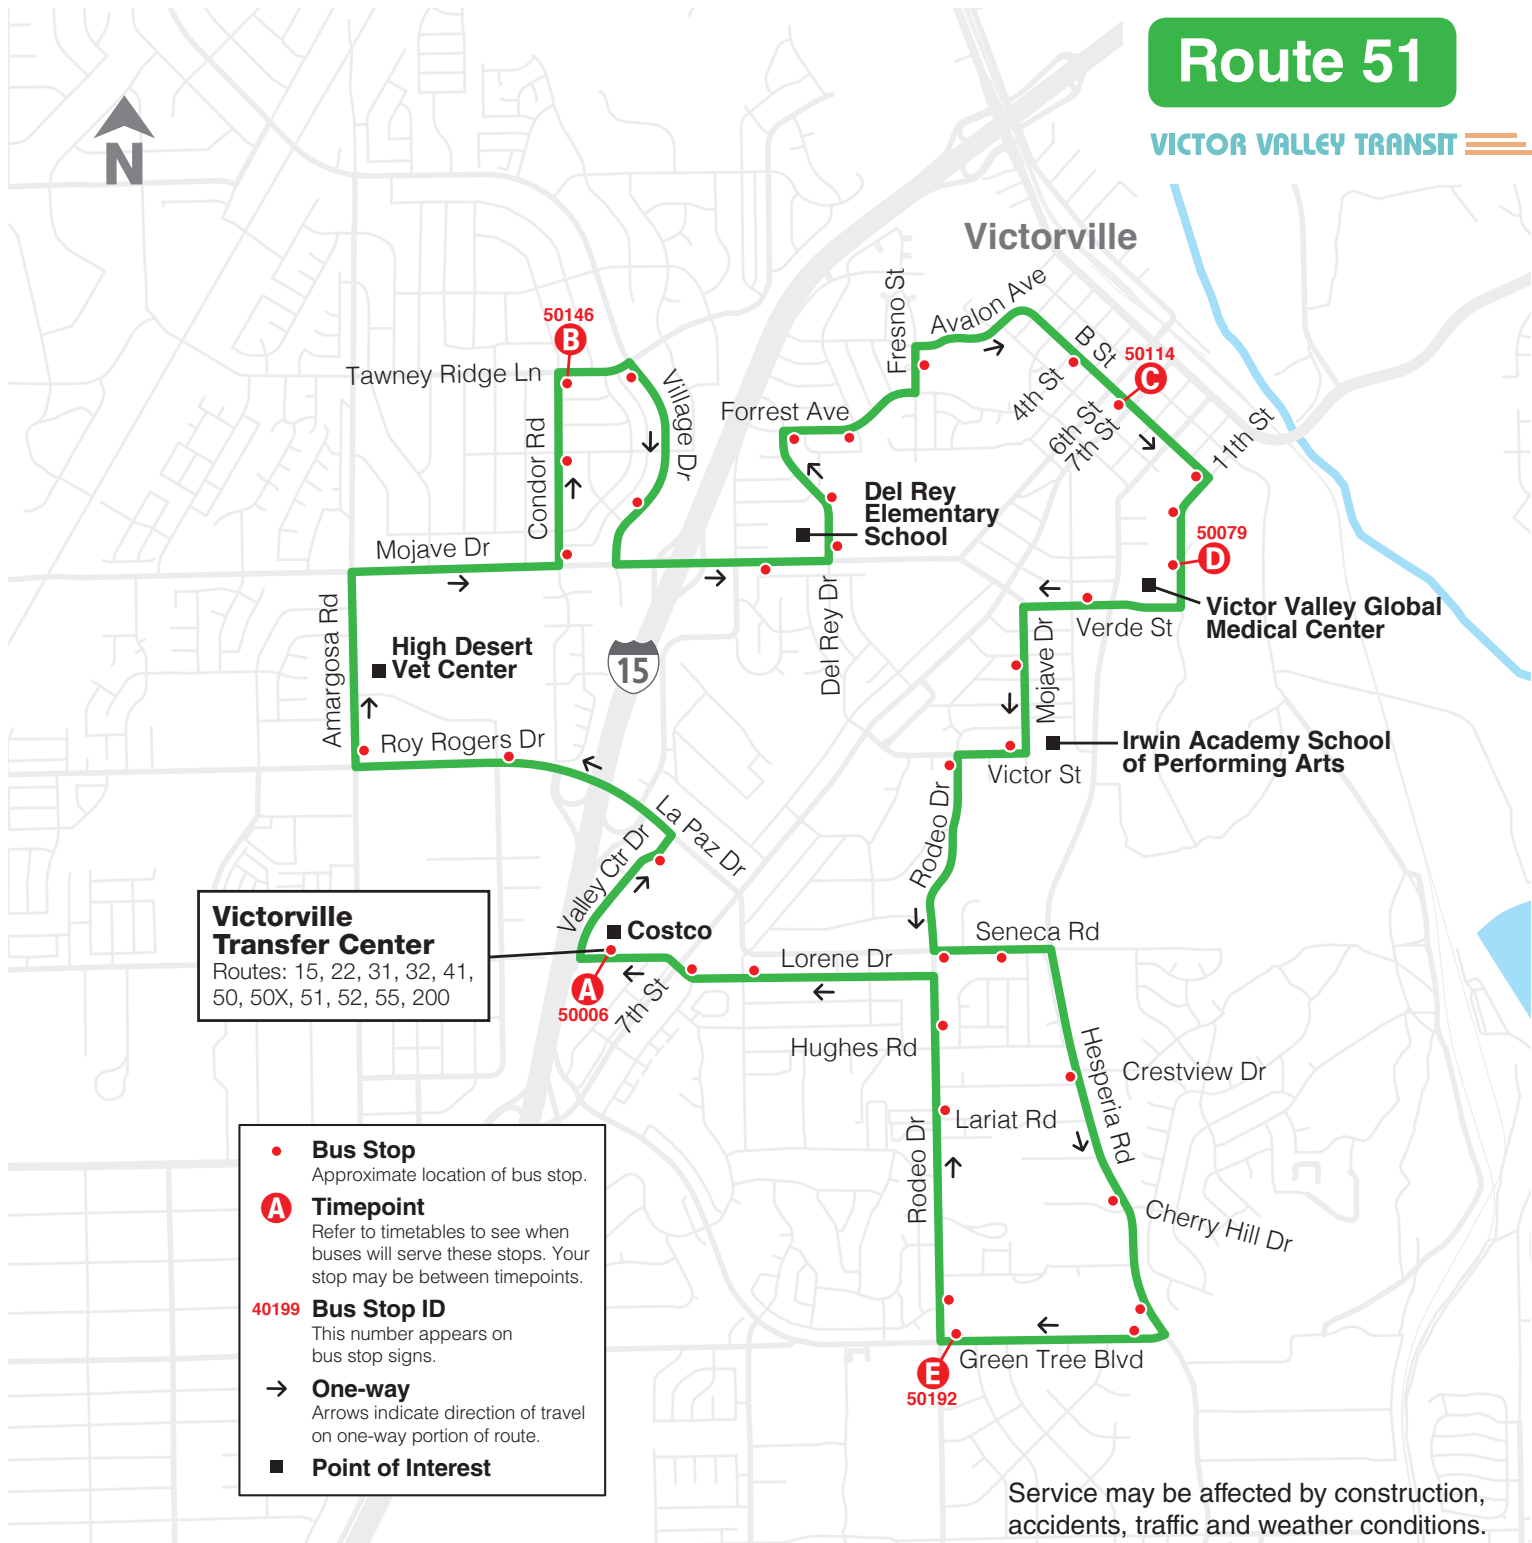 Route 51
VICTOR VALLEY TRANSIT
N
Victorville
Fresno St
Avalon Ave
50146
B
B St
50114
C
Tawney Ridge Ln
Village Dr
4th St
6th St
7th St
11th St
Forrest Ave
Condor Rd
Del Rey
Elementary
School
Mojave Dr
50079
D
Amargosa Rd
Del Rey Dr
Verde St
Victor Valley Global
Medical Center
High Desert
Vet Center
15
Mojave Dr
Roy Rogers Dr
Irwin Academy School
of Performing Arts
Victor St
La Paz Dr
Rodeo Dr
Valley Ctr Dr
Victorville
Transfer Center
Routes: 15, 22, 31, 32, 41,
50, 50X, 51, 52, 55, 200
Costco
Seneca Rd
Lorene Dr
A
50006
7th St
Hughes Rd
Hesperia Rd
Crestview Dr
Lariat Rd
Rodeo Dr
Cherry Hill Dr
Green Tree Blvd
E
50192
Bus Stop
Approximate location of bus stop.
A
Timepoint
Refer to timetables to see when
buses will serve these stops. Your
stop may be between timepoints.
40199 Bus Stop ID
This number appears on
bus stop signs.
One-way
Arrows indicate direction of travel
on one-way portion of route.
Point of Interest
Service may be affected by construction,
accidents, traffic and weather conditions.